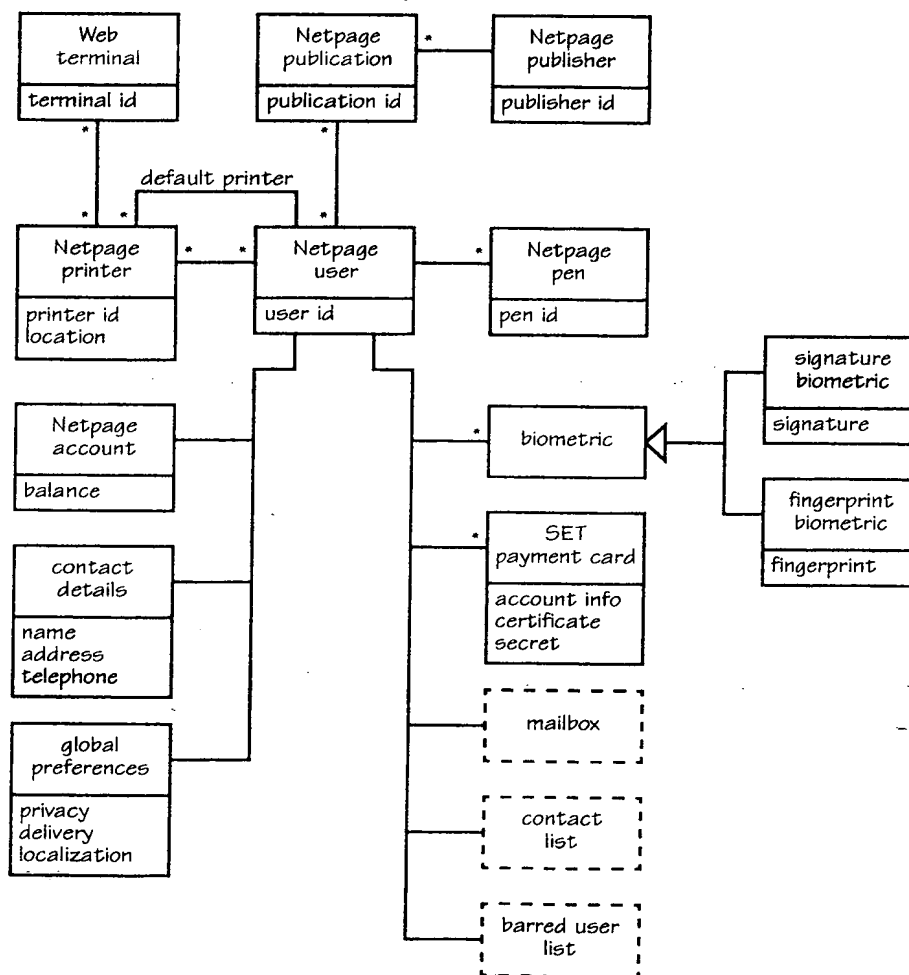 Web
terminal
terminal id
Netpage
publication
publication id
Netpage
publisher
publisher id
*
*
*
default printer
*
*
*
Netpage
printer
printer id
location
*
*
Netpage
user
user id
*
Netpage
pen
pen id
Netpage
account
balance
*
biometric
signature
biometric
signature
fingerprint
biometric
fingerprint
contact
details
name
address
telephone
*
SET
payment card
account info
certificate
secret
global
preferences
privacy
delivery
localization
mailbox
contact
list
barred user
list